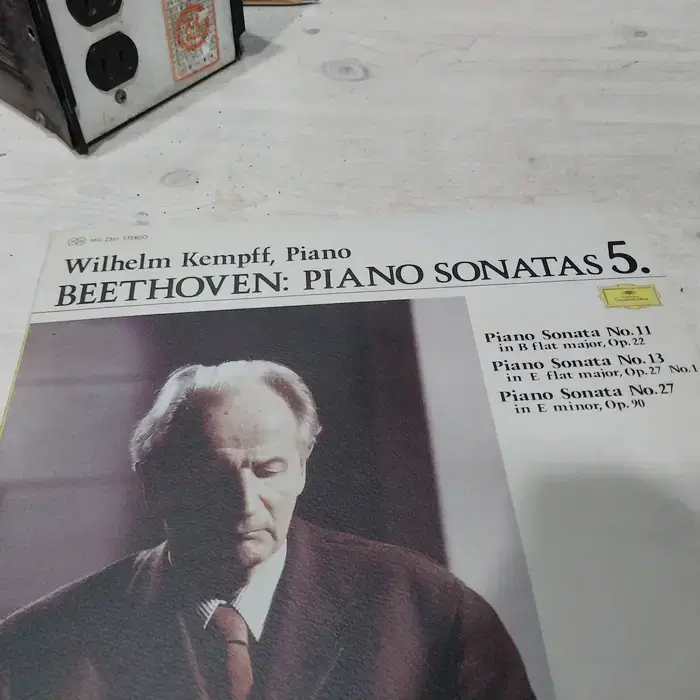 STEREO
Wilhelm Kempff, Piano
BEETHOVEN: PIANO SONATAS 5.
Piano Sonata No.11
in B flat major, Op.22
Piano Sonata No.13
in E flat major, Op.27 No.1
Piano Sonata No.27
in E minor, Op.90